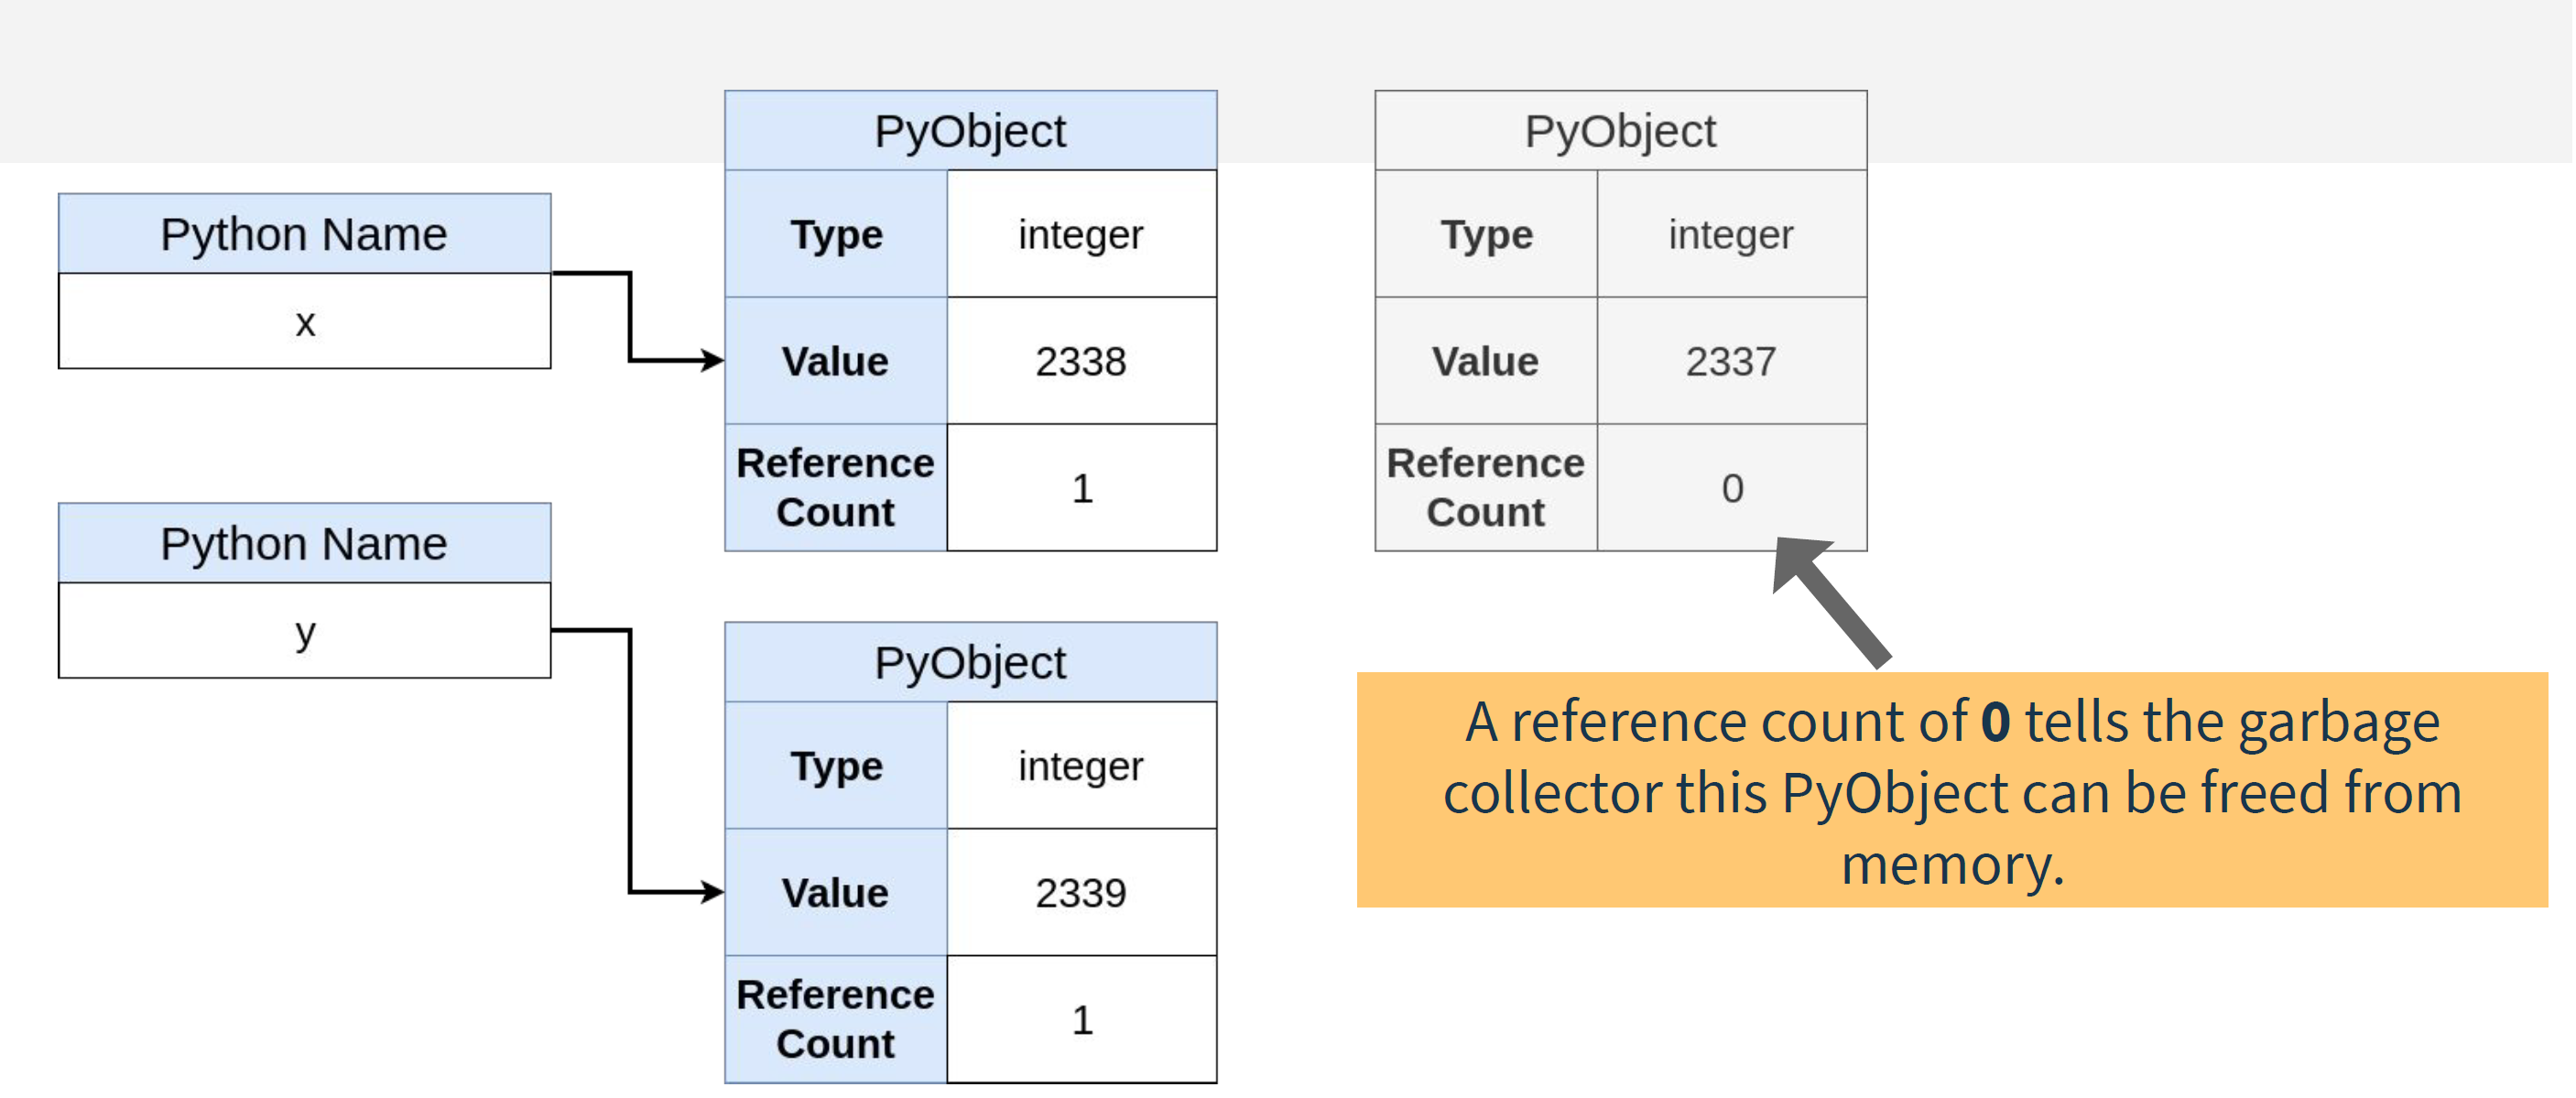 Python Name
x
PyObject
Type integer
Value 2338
Reference
Count
1
Python Name
y
PyObject
Type integer
Value 2339
Reference
Count
1
PyObject
Type integer
Value 2337
Reference
Count
0
A reference count of 0 tells the garbage
collector this PyObject can be freed from
memory.